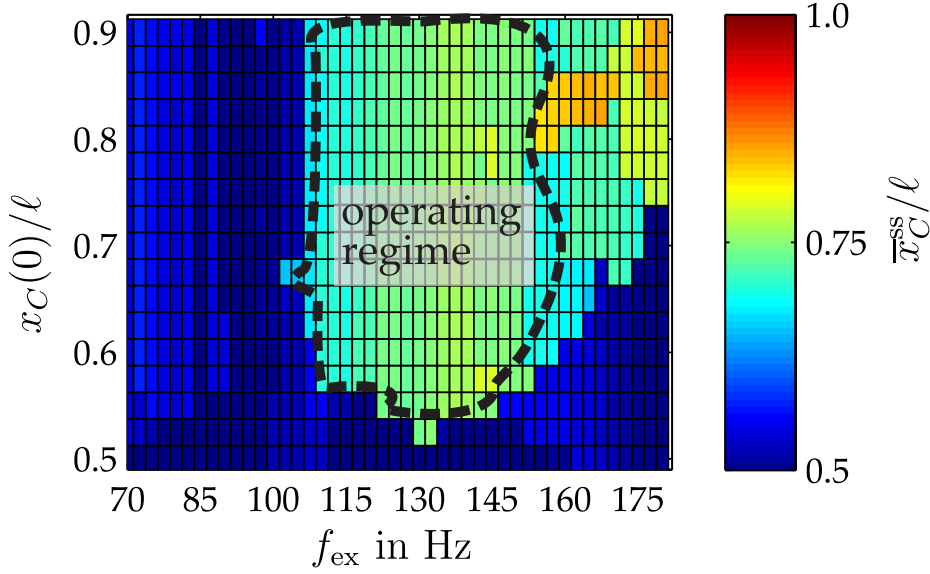 0.9
0.8
0.7
0.6
0.5
x_C(0)/ℓ
operating
regime
70 85 100 115 130 145 160 175
f_ex in Hz
1.0
0.75
0.5
x̅_C^ss/ℓ